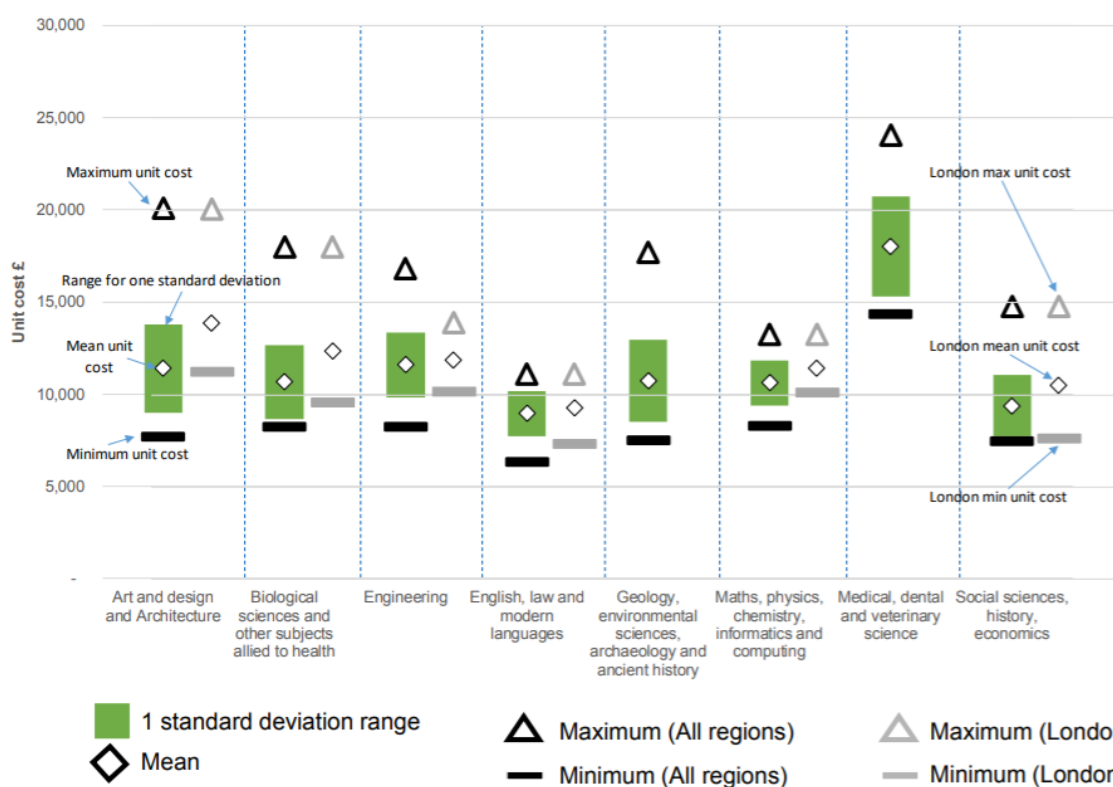 30,000
25,000
Maximum unit cost
London max unit cost
20,000
Range for one standard deviation
Unit cost £
15,000
Mean unit
cost
London mean unit cost
10,000
Minimum unit cost
5,000
London min unit cost
-
Art and design
and Architecture
Biological
sciences and
other subjects
allied to health
Engineering
English, law and
modern
languages
Geology,
environmental
sciences,
archaeology and
ancient history
Maths, physics,
chemistry,
informatics and
computing
Medical, dental
and veterinary
science
Social sciences,
history,
economics
1 standard deviation range
Mean
Maximum (All regions)
Minimum (All regions)
Maximum (Londo
Minimum (London